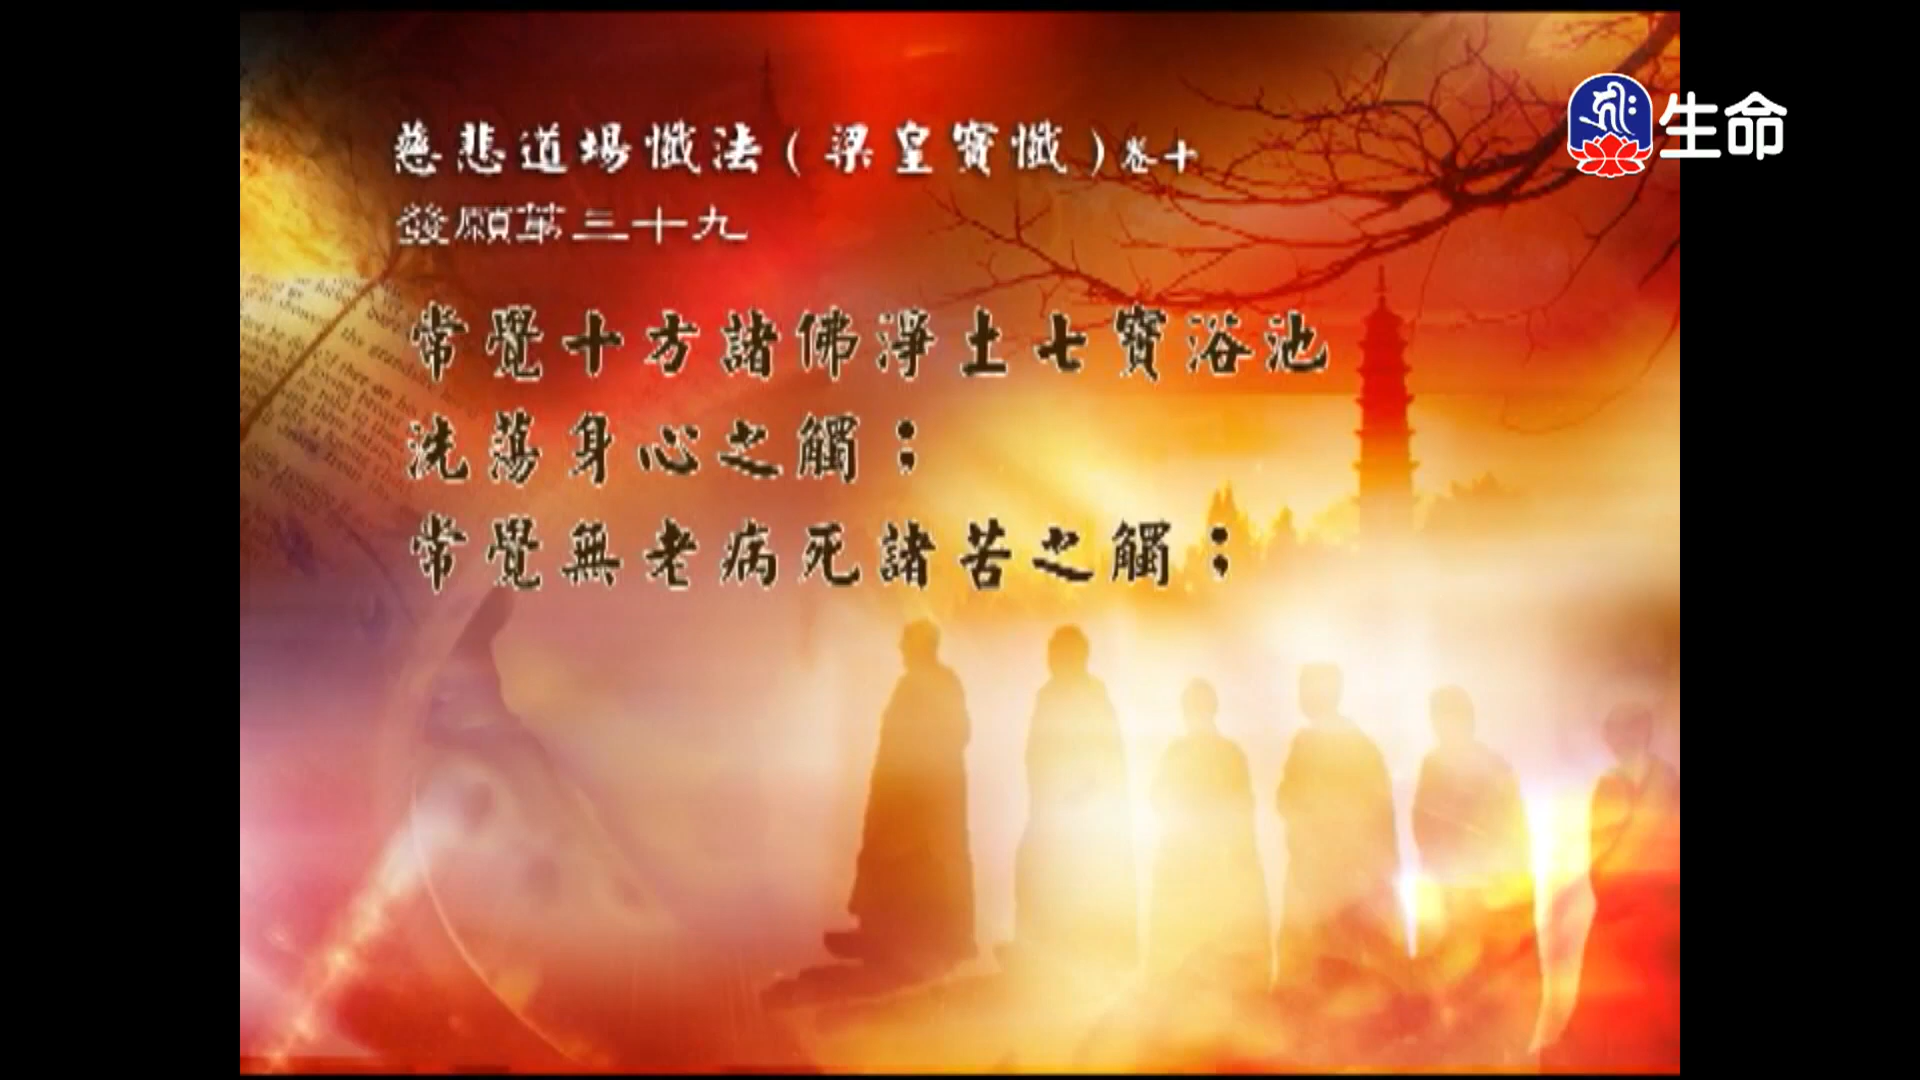 慈悲道場懺法(梁皇寶懺)卷十
發願第三十九
常覺十方諸佛淨土七寶浴池
洗蕩身心之觸；
常覺無老病死諸苦之觸；
生命